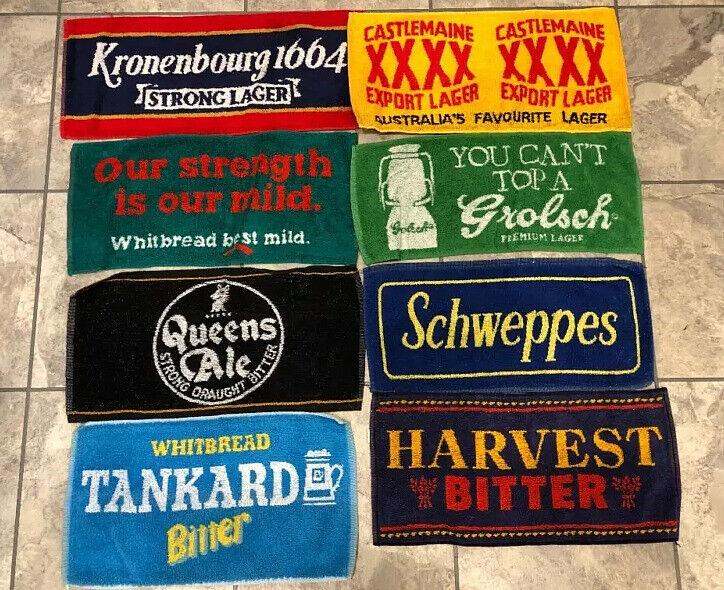 Kronenbourg 1664
STRONG LAGER
CASTLEMAINE CASTLEMAINE
XXXX XXXX
EXPORT LAGER EXPORT LAGER
AUSTRALIA'S FAVOURITE LAGER
Our strength
is our mild.
Whitbread best mild.
YOU CAN'T
TOP A
Grolsch
PREMIUM LAGER
Grolsch
Queens
Ale
STRONG DRAUGHT BITTER
Schweppes
WHITBREAD
TANKARD
Bitter
HARVEST
BITTER